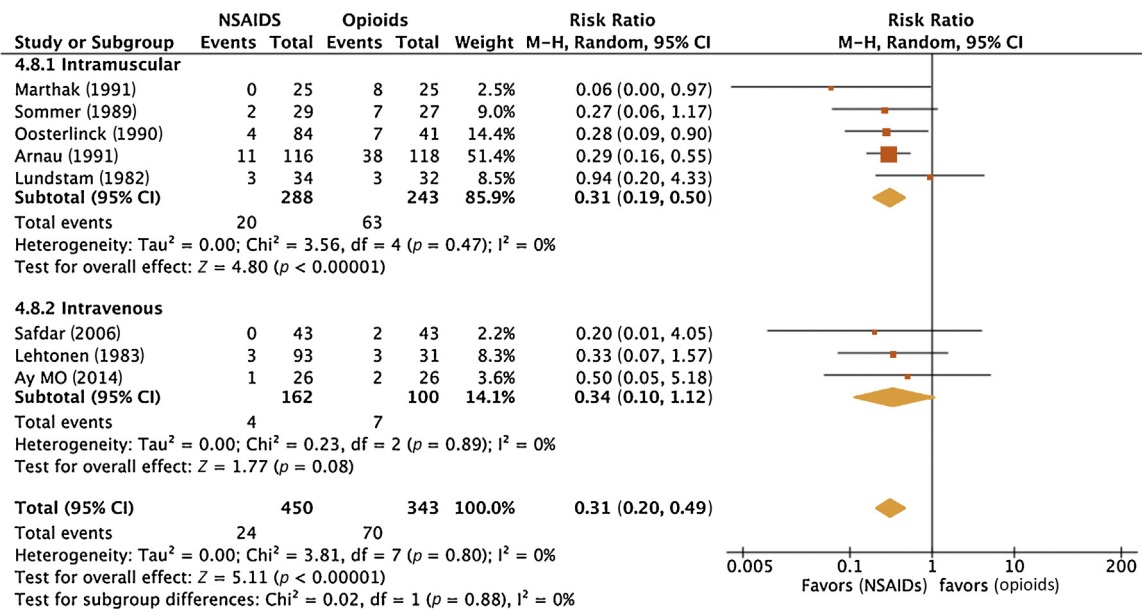 NSAIDS Opioids Risk Ratio Risk Ratio
Study or Subgroup Events Total Events Total Weight M-H, Random, 95% CI M-H, Random, 95% CI
4.8.1 Intramuscular
Marthak (1991) 0 25 8 25 2.5% 0.06 (0.00, 0.97)
Sommer (1989) 2 29 7 27 9.0% 0.27 (0.06, 1.17)
Oosterlinck (1990) 4 84 7 41 14.4% 0.28 (0.09, 0.90)
Arnau (1991) 11 116 38 118 51.4% 0.29 (0.16, 0.55)
Lundstam (1982) 3 34 3 32 8.5% 0.94 (0.20, 4.33)
Subtotal (95% CI) 288 243 85.9% 0.31 (0.19, 0.50)
Total events 20 63
Heterogeneity: Tau² = 0.00; Chi² = 3.56, df = 4 (p = 0.47); I² = 0%
Test for overall effect: Z = 4.80 (p < 0.00001)
4.8.2 Intravenous
Safdar (2006) 0 43 2 43 2.2% 0.20 (0.01, 4.05)
Lehtonen (1983) 3 93 3 31 8.3% 0.33 (0.07, 1.57)
Ay MO (2014) 1 26 2 26 3.6% 0.50 (0.05, 5.18)
Subtotal (95% CI) 162 100 14.1% 0.34 (0.10, 1.12)
Total events 4 7
Heterogeneity: Tau² = 0.00; Chi² = 0.23, df = 2 (p = 0.89); I² = 0%
Test for overall effect: Z = 1.77 (p = 0.08)
Total (95% CI) 450 343 100.0% 0.31 (0.20, 0.49)
Total events 24 70
Heterogeneity: Tau² = 0.00; Chi² = 3.81, df = 7 (p = 0.80); I² = 0%
Test for overall effect: Z = 5.11 (p < 0.00001)
Test for subgroup differences: Chi² = 0.02, df = 1 (p = 0.88), I² = 0%
0.005 0.1 1 10 200
Favors (NSAIDs) favors (opioids)